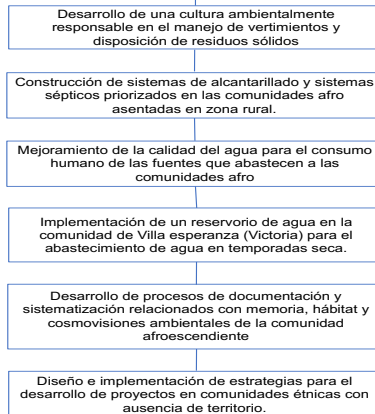 Desarrollo de una cultura ambientalmente
responsable en el manejo de vertimientos y
disposición de residuos sólidos
Construcción de sistemas de alcantarillado y sistemas
sépticos priorizados en las comunidades afro
asentadas en zona rural.
Mejoramiento de la calidad del agua para el consumo
humano de las fuentes que abastecen a las
comunidades afro
Implementación de un reservorio de agua en la
comunidad de Villa esperanza (Victoria) para el
abastecimiento de agua en temporadas seca.
Desarrollo de procesos de documentación y
sistematización relacionados con memoria, hábitat y
cosmovisiones ambientales de la comunidad
afroescendiente
Diseño e implementación de estrategias para el
desarrollo de proyectos en comunidades étnicas con
ausencia de territorio.